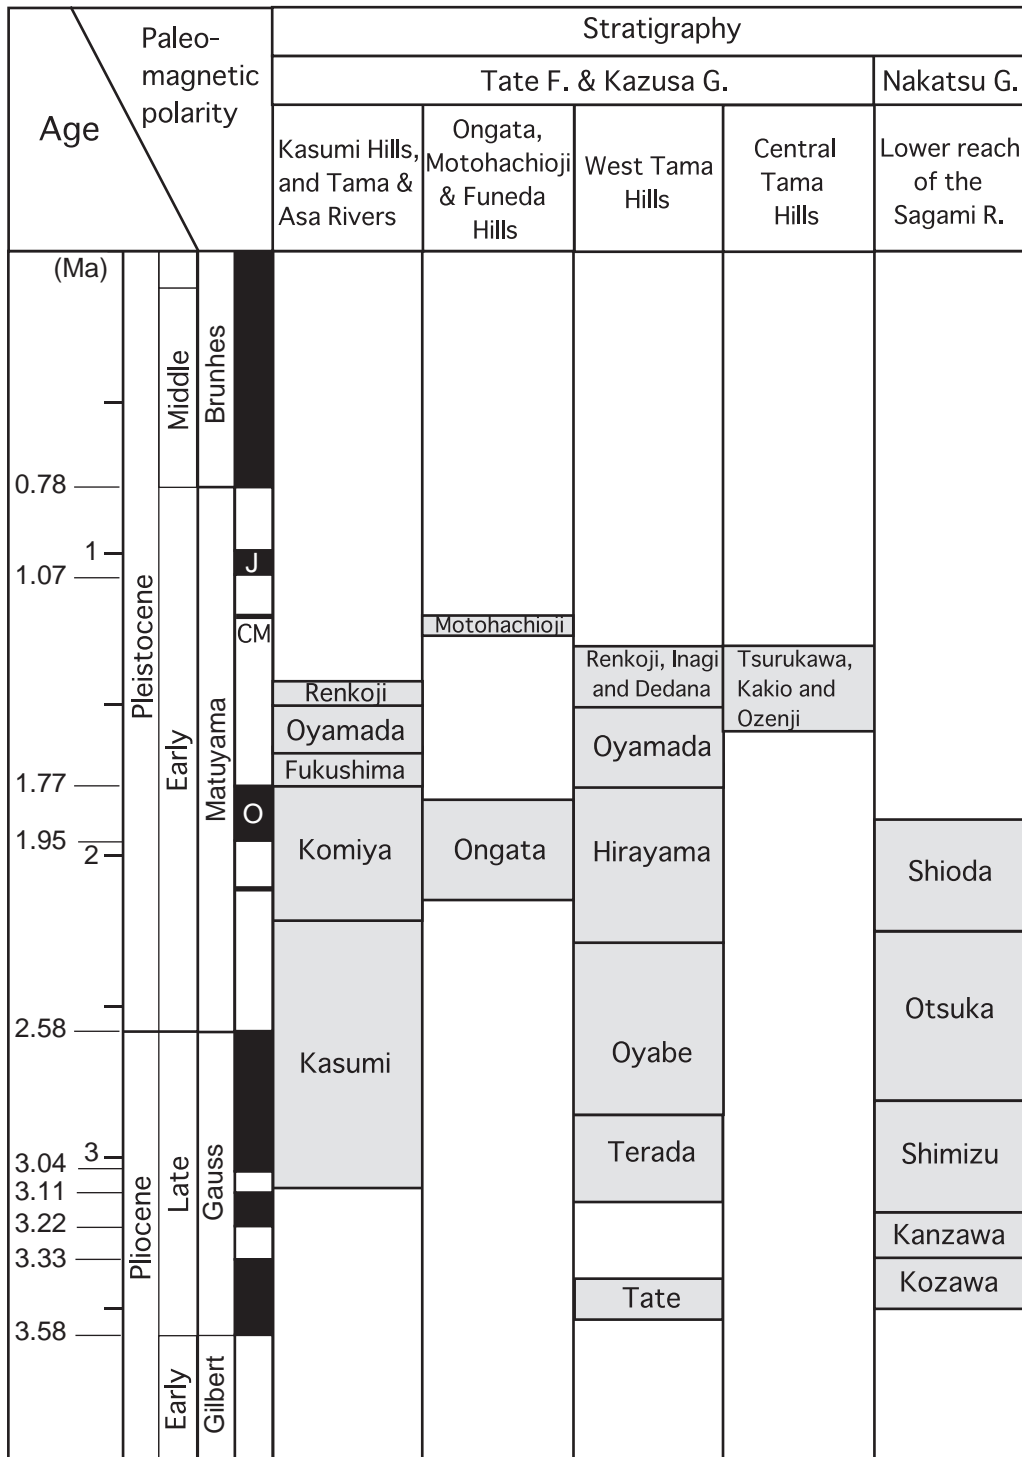 Age
Paleo-
magnetic
polarity
Stratigraphy
Tate F. & Kazusa G.
Nakatsu G.
Kasumi Hills,
and Tama &
Asa Rivers
Ongata,
Motohachioji
& Funeda
Hills
West Tama
Hills
Central
Tama
Hills
Lower reach
of the
Sagami R.
(Ma)
0.78
1
1.07
1.77
1.95
2
2.58
3
3.04
3.11
3.22
3.33
3.58
Pleistocene
Pliocene
Middle
Early
Late
Early
Brunhes
Matuyama
Gauss
Gilbert
J
CM
O
Renkoji
Oyamada
Fukushima
Komiya
Kasumi
Motohachioji
Ongata
Renkoji, Inagi
and Dedana
Oyamada
Hirayama
Oyabe
Terada
Tate
Tsurukawa,
Kakio and
Ozenji
Shioda
Otsuka
Shimizu
Kanzawa
Kozawa